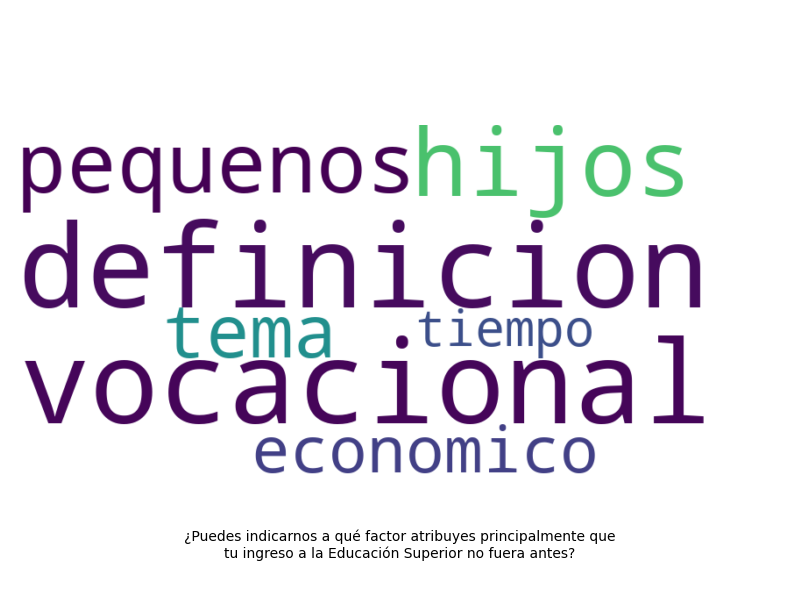 pequenos hijos
definicion
tema tiempo
vocacional
economico
¿Puedes indicarnos a qué factor atribuyes principalmente que
tu ingreso a la Educación Superior no fuera antes?